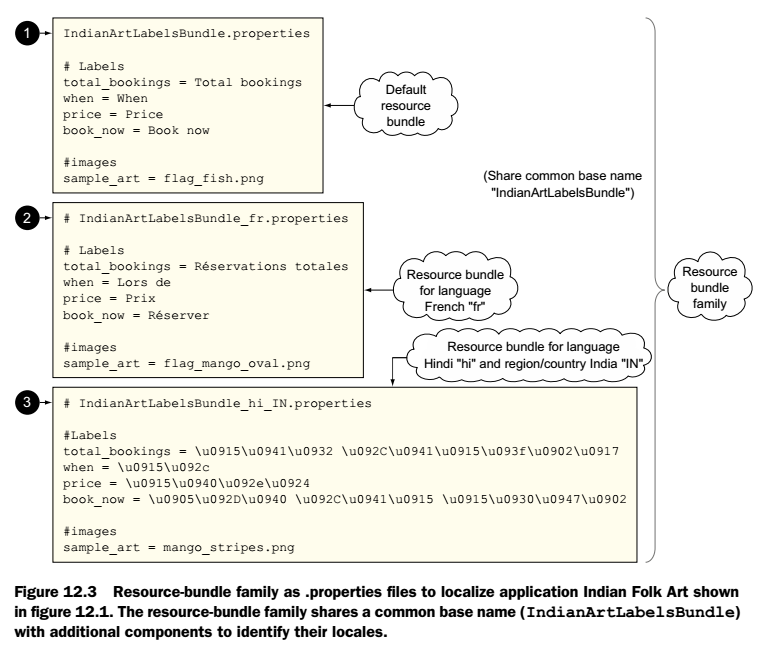 1
IndianArtLabelsBundle.properties
# Labels
total_bookings = Total bookings
when = When
price = Price
book_now = Book now
#images
sample_art = flag_fish.png
Default
resource
bundle
(Share common base name
"IndianArtLabelsBundle")
2
# IndianArtLabelsBundle_fr.properties
# Labels
total_bookings = Réservations totales
when = Lors de
price = Prix
book_now = Réserver
#images
sample_art = flag_mango_oval.png
Resource bundle
for language
French "fr"
Resource
bundle
family
Resource bundle for language
Hindi "hi" and region/country India "IN"
3
# IndianArtLabelsBundle_hi_IN.properties
#Labels
total_bookings = \u0915\u0941\u0932 \u092C\u0941\u0915\u093f\u0902\u0917
when = \u0915\u092c
price = \u0915\u0940\u092e\u0924
book_now = \u0905\u092D\u0940 \u092C\u0941\u0915 \u0915\u0930\u0947\u0902
#images
sample_art = mango_stripes.png
Figure 12.3 Resource-bundle family as .properties files to localize application Indian Folk Art shown
in figure 12.1. The resource-bundle family shares a common base name (IndianArtLabelsBundle)
with additional components to identify their locales.